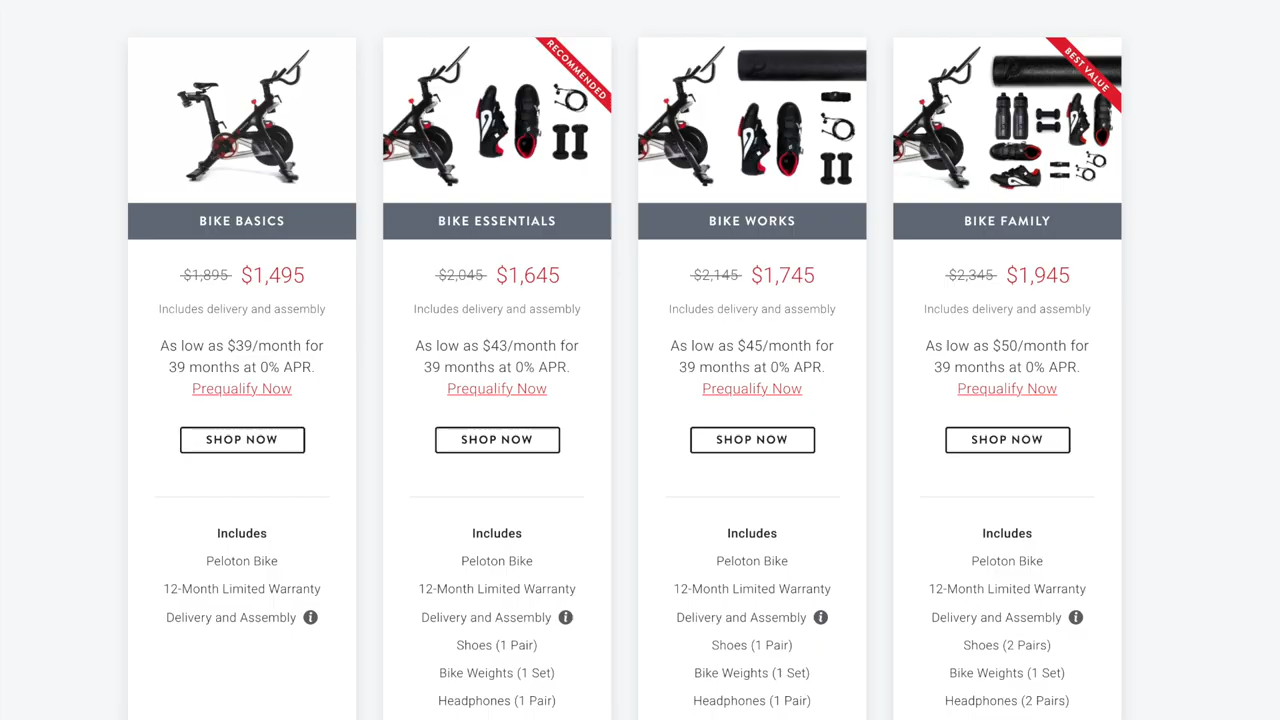 RECOMMENDED
BEST VALUE
BIKE BASICS
$1,895 $1,495
Includes delivery and assembly
As low as $39/month for
39 months at 0% APR.
Prequalify Now
SHOP NOW
Includes
Peloton Bike
12-Month Limited Warranty
Delivery and Assembly i
BIKE ESSENTIALS
$2,045 $1,645
Includes delivery and assembly
As low as $43/month for
39 months at 0% APR.
Prequalify Now
SHOP NOW
Includes
Peloton Bike
12-Month Limited Warranty
Delivery and Assembly i
Shoes (1 Pair)
Bike Weights (1 Set)
Headphones (1 Pair)
BIKE WORKS
$2,145 $1,745
Includes delivery and assembly
As low as $45/month for
39 months at 0% APR.
Prequalify Now
SHOP NOW
Includes
Peloton Bike
12-Month Limited Warranty
Delivery and Assembly i
Shoes (1 Pair)
Bike Weights (1 Set)
Headphones (1 Pair)
BIKE FAMILY
$2,345 $1,945
Includes delivery and assembly
As low as $50/month for
39 months at 0% APR.
Prequalify Now
SHOP NOW
Includes
Peloton Bike
12-Month Limited Warranty
Delivery and Assembly i
Shoes (2 Pairs)
Bike Weights (1 Set)
Headphones (2 Pairs)